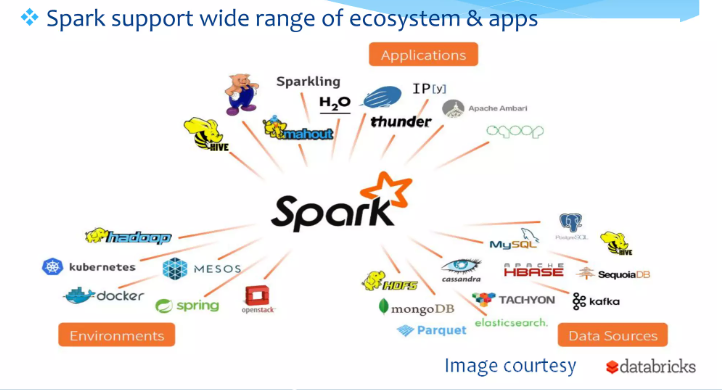 Spark support wide range of ecosystem & apps
Applications
Sparkling
H2O
IP[y]
Apache Ambari
HIVE
mahout
thunder
sqoop
Spark
hadoop
kubernetes
MESOS
docker
spring
openstack
Environments
PostgreSQL
MySQL
HIVE
cassandra
APACHE
HBASE
SequoiaDB
HDFS
TACHYON
kafka
mongoDB
elasticsearch.
Parquet
Data Sources
Image courtesy
databricks